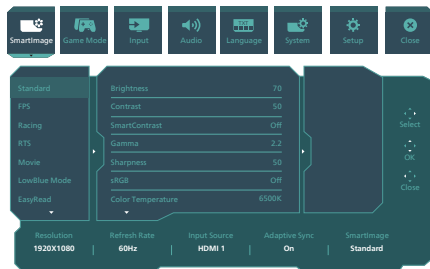 SmartImage
Game Mode
Input
Audio
TXT
Language
System
Setup
Close
Standard
FPS
Racing
RTS
Movie
LowBlue Mode
EasyRead
Brightness 70
Contrast 50
SmartContrast Off
Gamma 2.2
Sharpness 50
sRGB Off
Color Temperature 6500K
Select
OK
Close
Resolution Refresh Rate Input Source Adaptive Sync SmartImage
1920X1080 | 60Hz | HDMI 1 | On | Standard